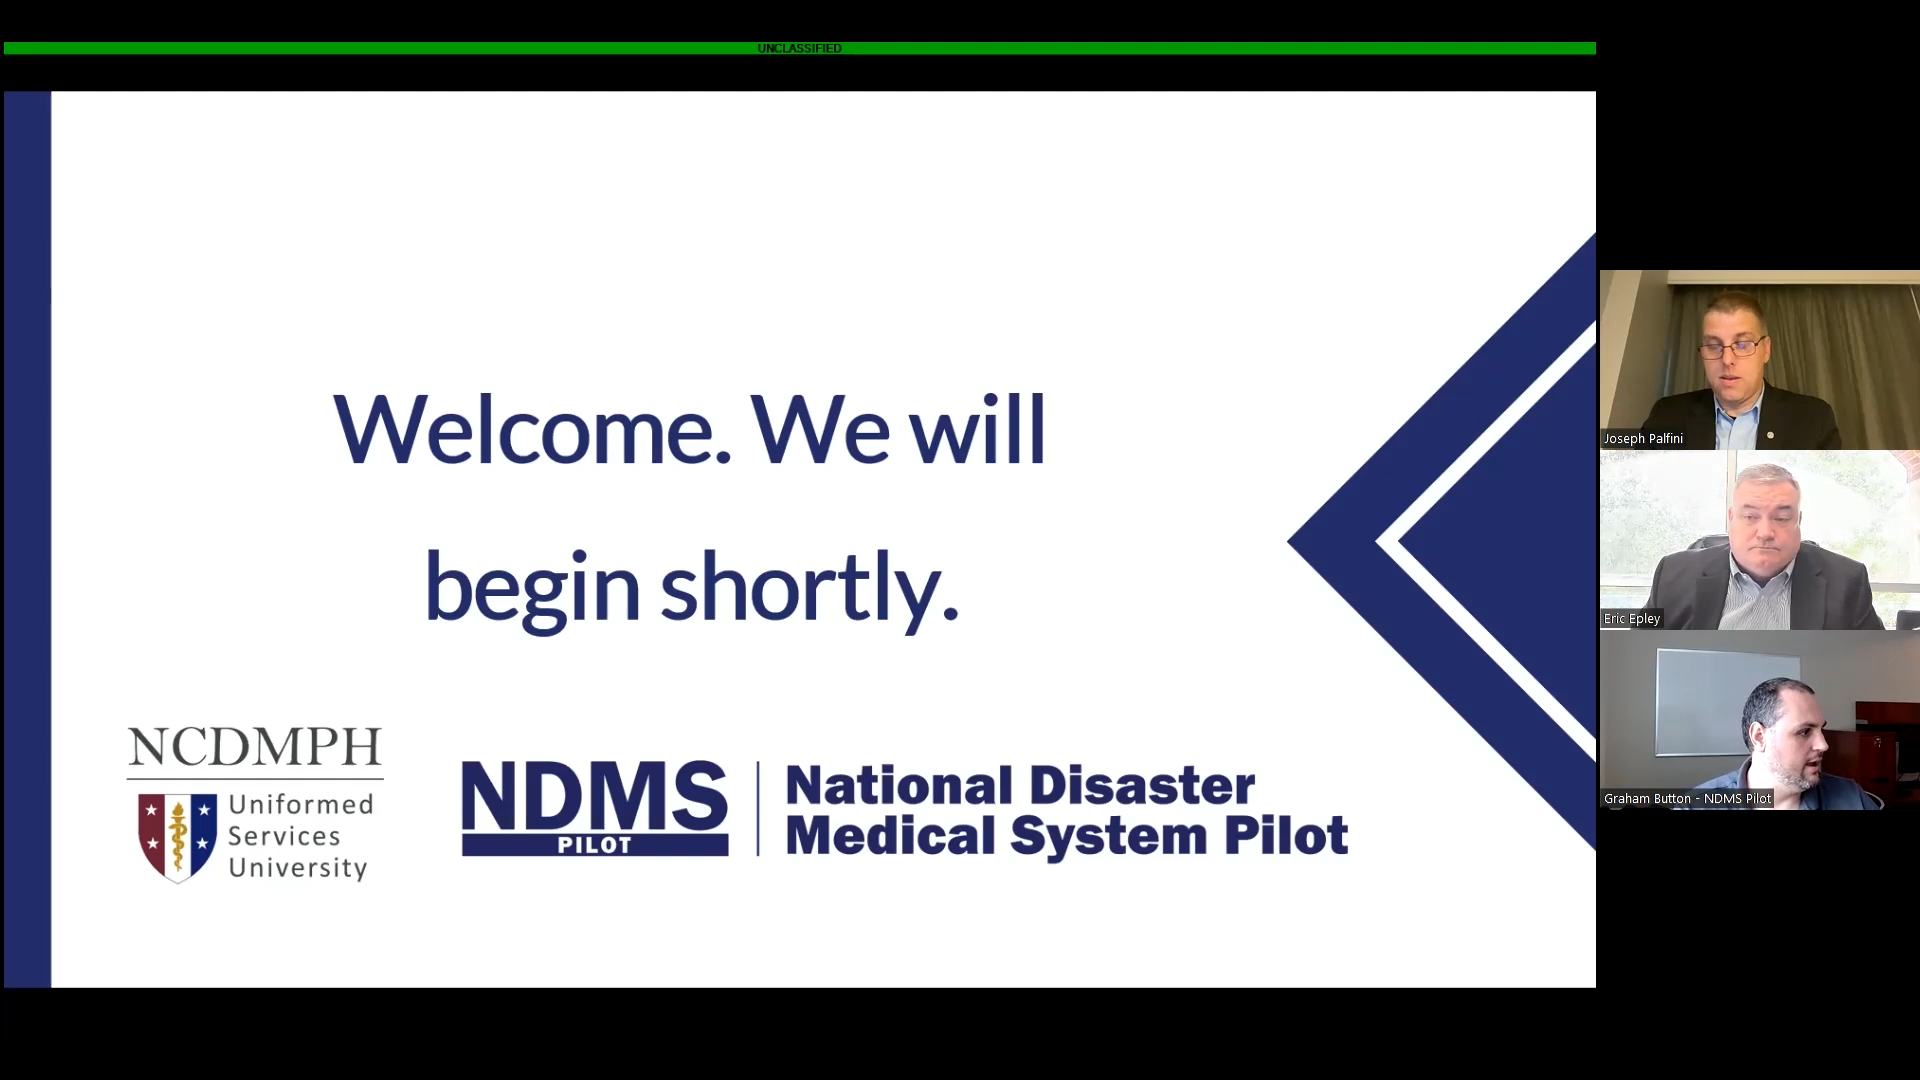 UNCLASSIFIED
Welcome. We will
begin shortly.
NCDMPH
Uniformed
Services
University
NDMS
PILOT
National Disaster
Medical System Pilot
Joseph Palfini
Eric Epley
Graham Button - NDMS Pilot